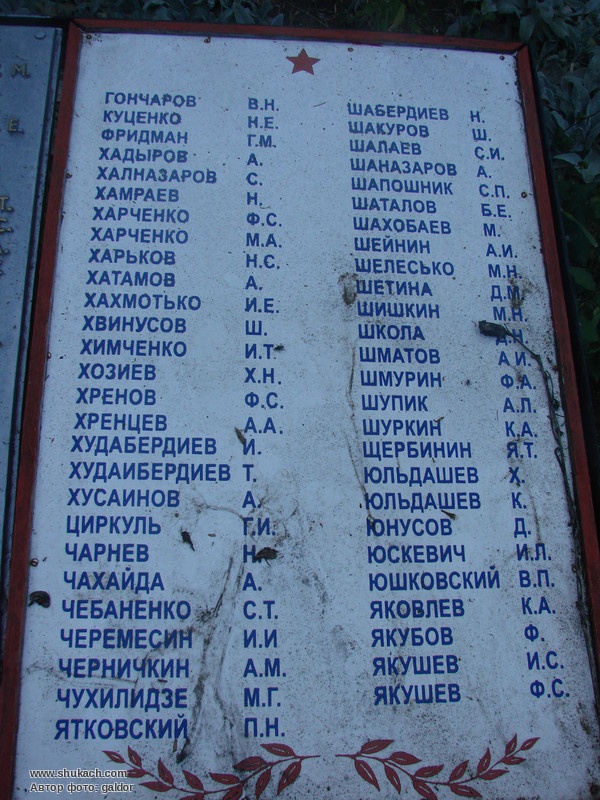 ГОНЧАРОВ В.Н.
КУЦЕНКО Н.Е.
ФРИДМАН Г.М.
ХАДЫРОВ А.
ХАЛНАЗАРОВ С.
ХАМРАЕВ Н.
ХАРЧЕНКО Ф.С.
ХАРЧЕНКО М.А.
ХАРЬКОВ Н.С.
ХАТАМОВ А.
ХАХМОТЬКО И.Е.
ХВИНУСОВ Ш.
ХИМЧЕНКО И.Т
ХОЗИЕВ Х.Н.
ХРЕНОВ Ф.С.
ХРЕНЦЕВ А.А.
ХУДАБЕРДИЕВ И.
ХУДАИБЕРДИЕВ Т.
ХУСАИНОВ А.
ЦИРКУЛЬ Г.И.
ЧАРНЕВ Н.
ЧАХАЙДА А.
ЧЕБАНЕНКО С.Т.
ЧЕРЕМЕСИН И.И
ЧЕРНИЧКИН А.М.
ЧУХИЛИДЗЕ М.Г.
ЯТКОВСКИЙ П.Н.
ШАБЕРДИЕВ Н.
ШАКУРОВ Ш.
ШАЛАЕВ С.И.
ШАНАЗАРОВ А.
ШАПОШНИК С.П.
ШАТАЛОВ Б.Е.
ШАХОБАЕВ М.
ШЕЙНИН А.И.
ШЕЛЕСЬКО М.Н.
ШЕТИНА Д.М.
ШИШКИН М.Н.
ШКОЛА Д.Н.
ШМАТОВ А.И.
ШМУРИН Ф.А.
ШУПИК А.Л.
ШУРКИН К.А.
ЩЕРБИНИН Я.Т.
ЮЛЬДАШЕВ Х.
ЮЛЬДАШЕВ К.
ЮНУСОВ Д.
ЮСКЕВИЧ И.Л.
ЮШКОВСКИЙ В.П.
ЯКОВЛЕВ К.А.
ЯКУБОВ Ф.
ЯКУШЕВ И.С.
ЯКУШЕВ Ф.С.
www.shukach.com
Автор фото: galdor